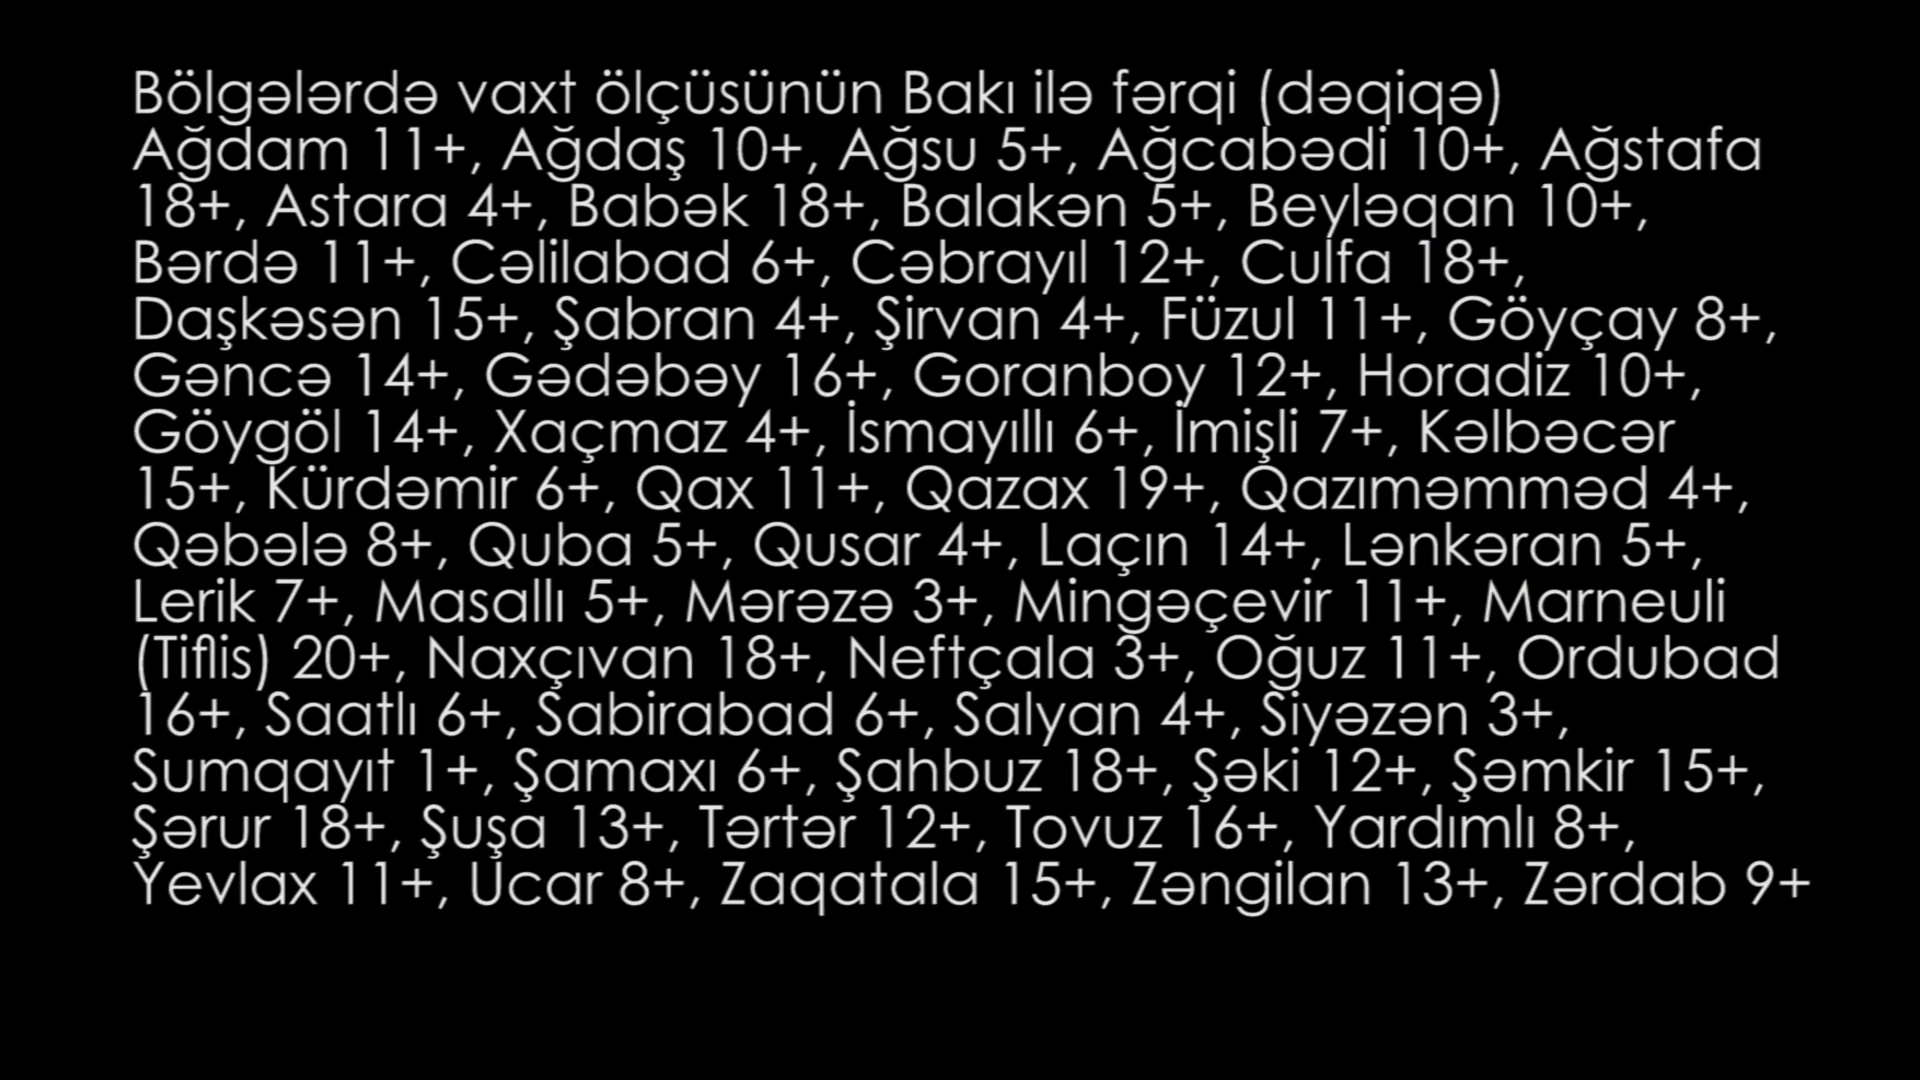 Bölgələrdə vaxt ölçüsünün Bakı ilə fərqi (dəqiqə)
Ağdam 11+, Ağdaş 10+, Ağsu 5+, Ağcabədi 10+, Ağstafa
18+, Astara 4+, Babək 18+, Balakən 5+, Beyləqan 10+,
Bərdə 11+, Cəlilabad 6+, Cəbrayıl 12+, Culfa 18+,
Daşkəsən 15+, Şabran 4+, Şirvan 4+, Füzul 11+, Göyçay 8+,
Gəncə 14+, Gədəbəy 16+, Goranboy 12+, Horadiz 10+,
Göygöl 14+, Xaçmaz 4+, İsmayıllı 6+, İmişli 7+, Kəlbəcər
15+, Kürdəmir 6+, Qax 11+, Qazax 19+, Qazıməmməd 4+,
Qəbələ 8+, Quba 5+, Qusar 4+, Laçın 14+, Lənkəran 5+,
Lerik 7+, Masallı 5+, Mərəzə 3+, Mingəçevir 11+, Marneuli
(Tiflis) 20+, Naxçıvan 18+, Neftçala 3+, Oğuz 11+, Ordubad
16+, Saatlı 6+, Sabirabad 6+, Salyan 4+, Siyəzən 3+,
Sumqayıt 1+, Şamaxı 6+, Şahbuz 18+, Şəki 12+, Şəmkir 15+,
Şərur 18+, Şuşa 13+, Tərtər 12+, Tovuz 16+, Yardımlı 8+,
Yevlax 11+, Ucar 8+, Zaqatala 15+, Zəngilan 13+, Zərdab 9+